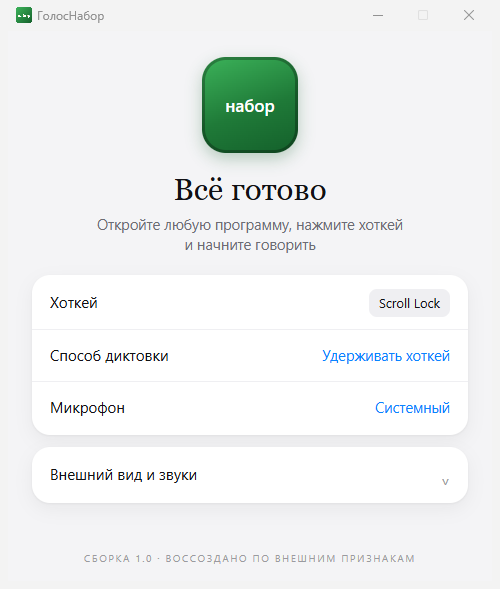 ГолосНабор
набор
Всё готово
Откройте любую программу, нажмите хоткей
и начните говорить
Хоткей
Scroll Lock
Способ диктовки
Удерживать хоткей
Микрофон
Системный
Внешний вид и звуки
СБОРКА 1.0 · ВОССОЗДАНО ПО ВНЕШНИМ ПРИЗНАКАМ